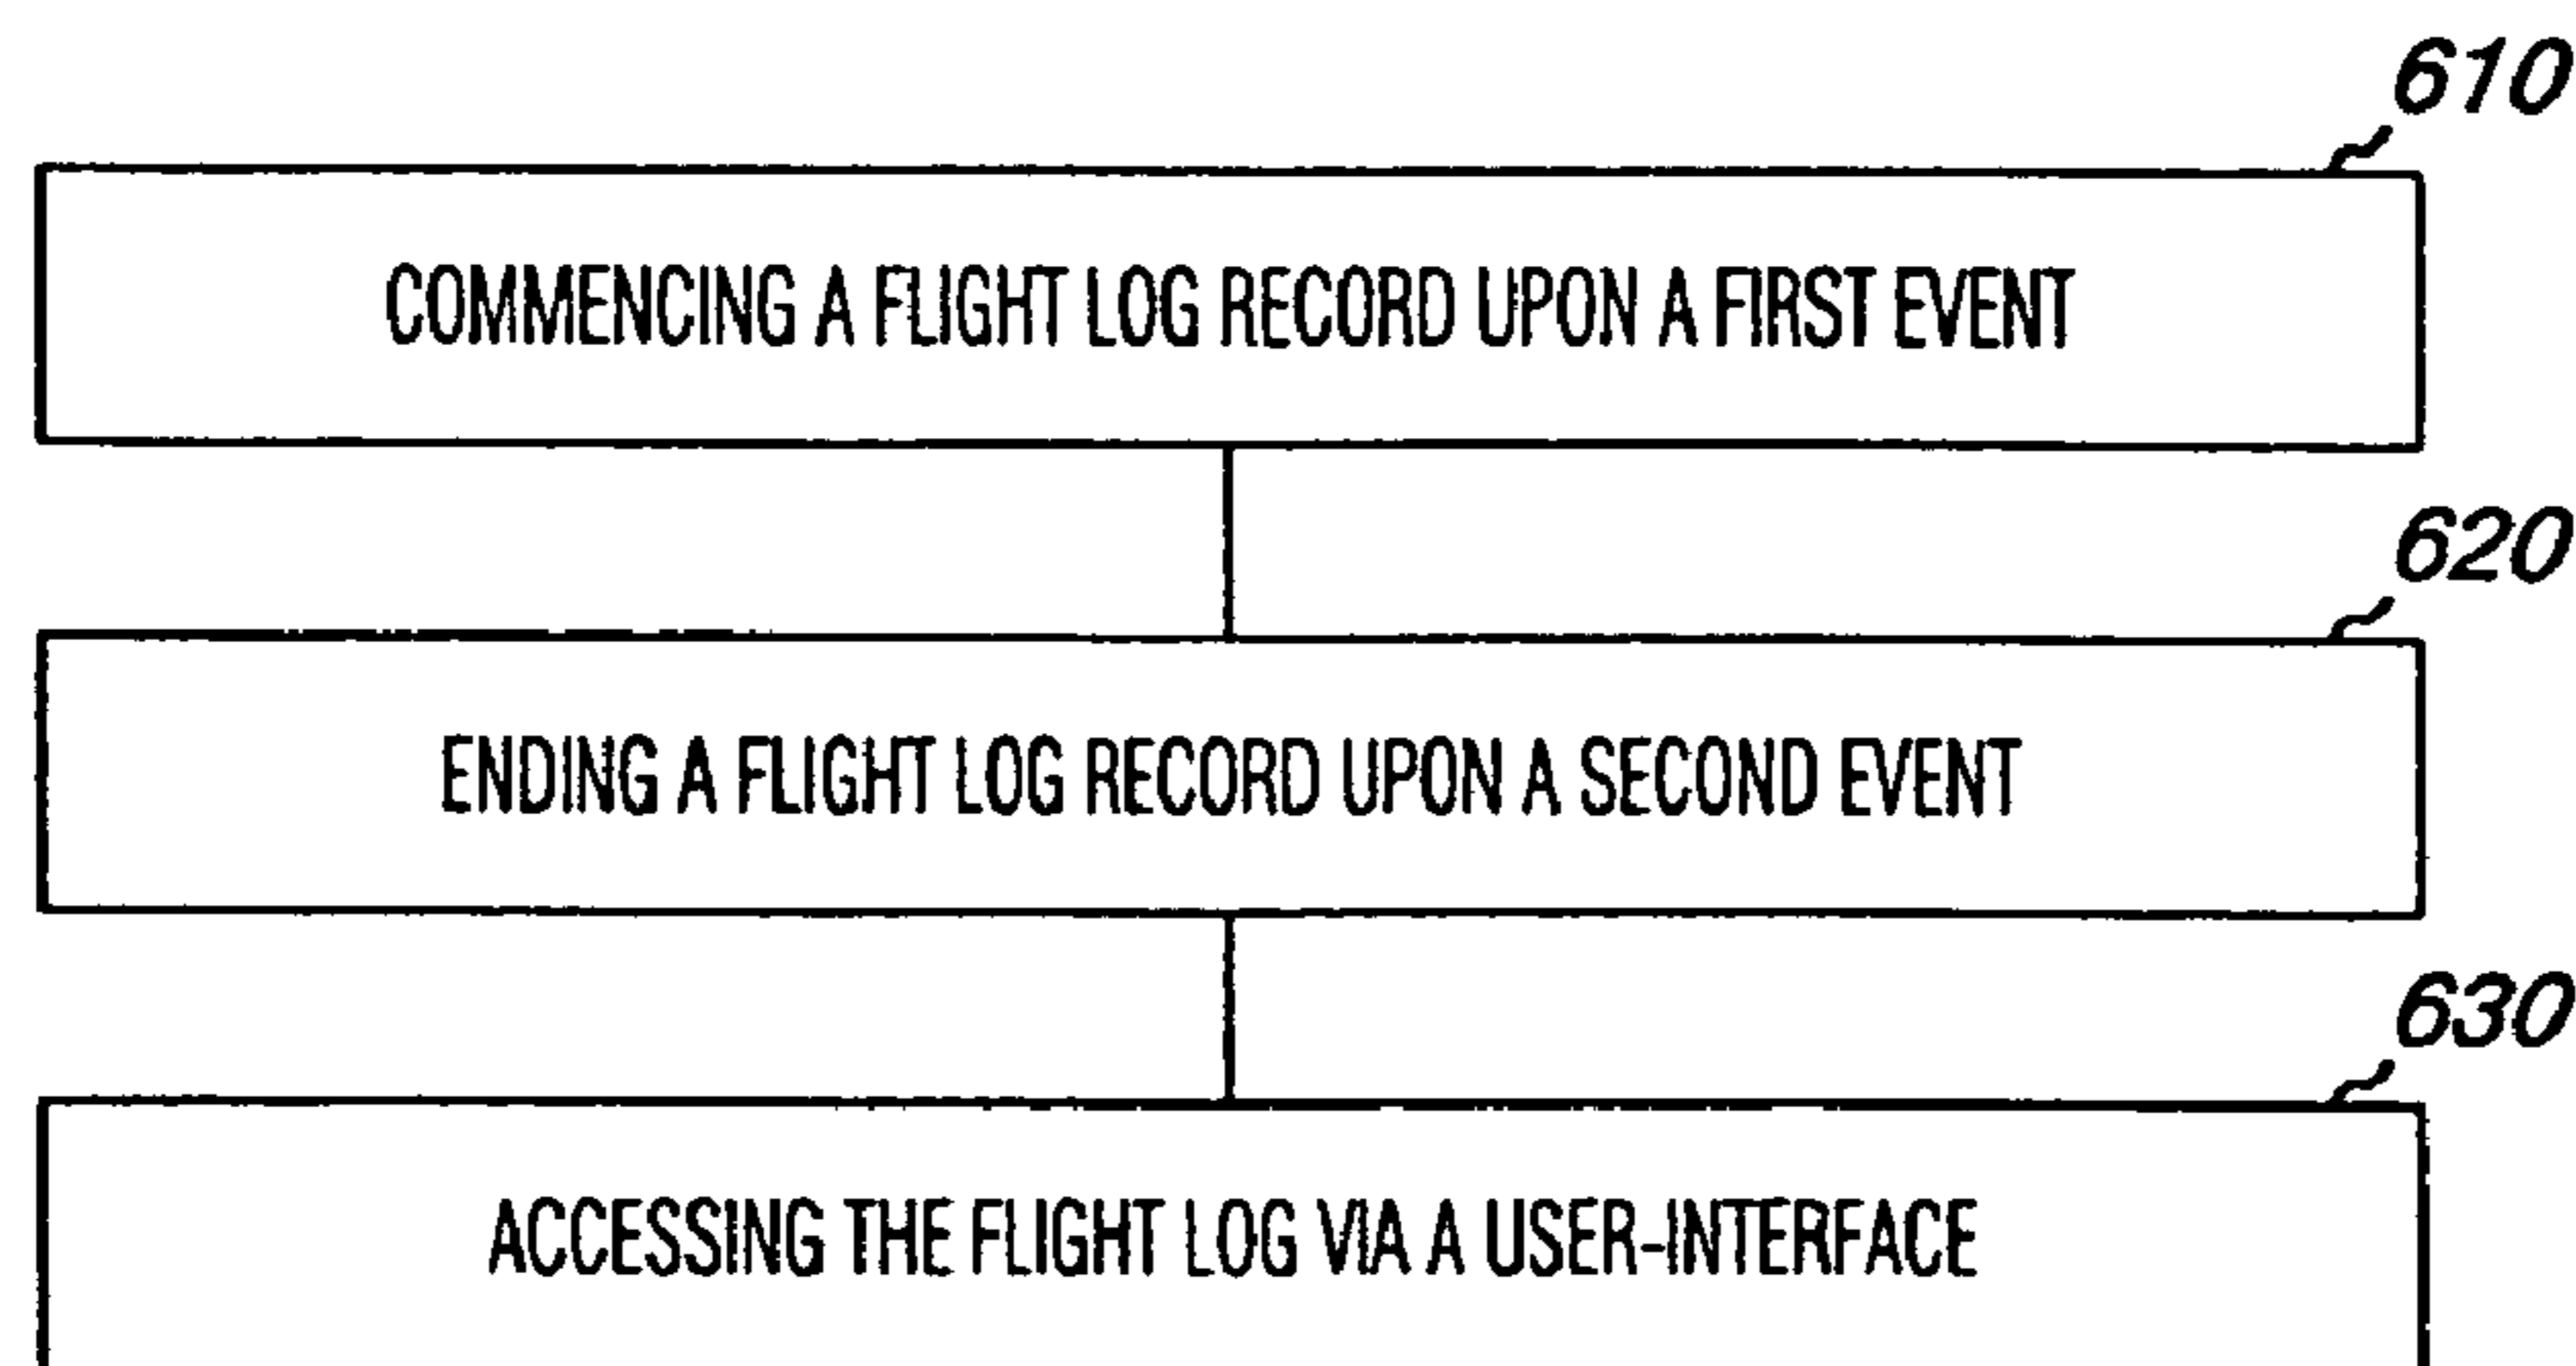 610
COMMENCING A FLIGHT LOG RECORD UPON A FIRST EVENT
620
ENDING A FLIGHT LOG RECORD UPON A SECOND EVENT
630
ACCESSING THE FLIGHT LOG VIA A USER-INTERFACE